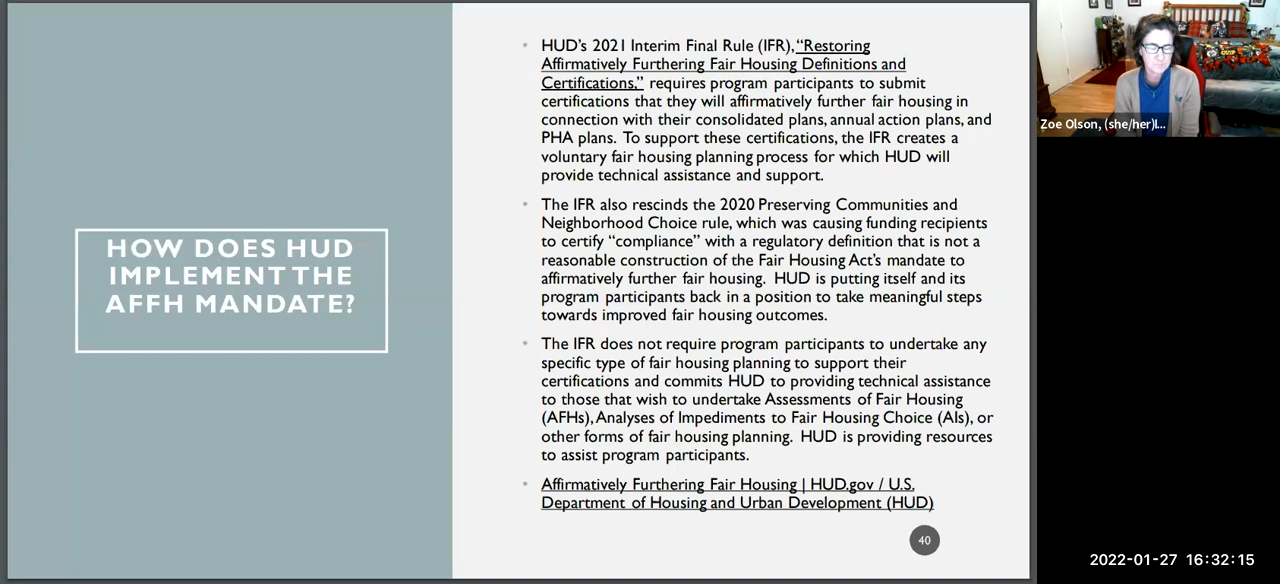 HOW DOES HUD
IMPLEMENT THE
AFFH MANDATE?
• HUD's 2021 Interim Final Rule (IFR), "Restoring
Affirmatively Furthering Fair Housing Definitions and
Certifications," requires program participants to submit
certifications that they will affirmatively further fair housing in
connection with their consolidated plans, annual action plans, and
PHA plans. To support these certifications, the IFR creates a
voluntary fair housing planning process for which HUD will
provide technical assistance and support.
• The IFR also rescinds the 2020 Preserving Communities and
Neighborhood Choice rule, which was causing funding recipients
to certify "compliance" with a regulatory definition that is not a
reasonable construction of the Fair Housing Act's mandate to
affirmatively further fair housing. HUD is putting itself and its
program participants back in a position to take meaningful steps
towards improved fair housing outcomes.
• The IFR does not require program participants to undertake any
specific type of fair housing planning to support their
certifications and commits HUD to providing technical assistance
to those that wish to undertake Assessments of Fair Housing
(AFHs), Analyses of Impediments to Fair Housing Choice (AIs), or
other forms of fair housing planning. HUD is providing resources
to assist program participants.
• Affirmatively Furthering Fair Housing | HUD.gov / U.S.
Department of Housing and Urban Development (HUD)
40
Zoe Olson, (she/her)I...
2022-01-27 16:32:15